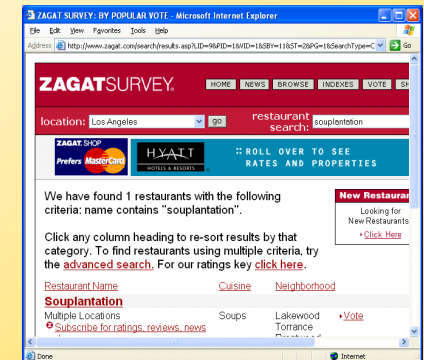 ZAGAT SURVEY: BY POPULAR VOTE - Microsoft Internet Explorer
File Edit View Favorites Tools Help
Address http://www.zagat.com/search/results.asp?LID=9&PID=1&VID=1&SBY=11&ST=28&PG=1&SearchType=C Go
ZAGATSURVEY® HOME NEWS BROWSE INDEXES VOTE SH
location: Los Angeles go restaurant search: souplantation
ZAGAT SHOP
Prefers MasterCard
HYATT
HOTELS & RESORTS
ROLL OVER TO SEE
RATES AND PROPERTIES
We have found 1 restaurants with the following
criteria: name contains "souplantation".
New Restauran
Looking for
New Restaurants
Click Here
Click any column heading to re-sort results by that
category. To find restaurants using multiple criteria, try
the advanced search. For our ratings key click here.
Restaurant Name Cuisine Neighborhood
Souplantation
Multiple Locations Soups Lakewood Vote
Subscribe for ratings, reviews, news Torrance
Done Internet